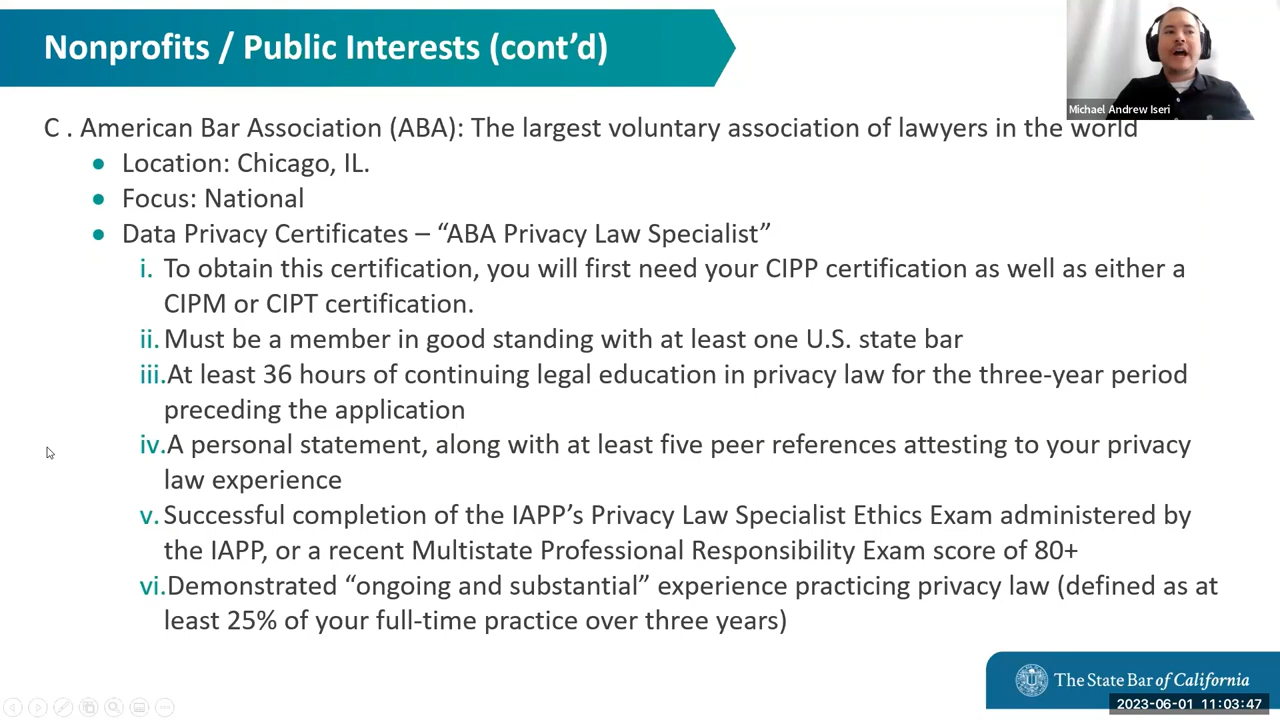 Nonprofits / Public Interests (cont’d)
Michael Andrew Iseri
C . American Bar Association (ABA): The largest voluntary association of lawyers in the world
• Location: Chicago, IL.
• Focus: National
• Data Privacy Certificates – “ABA Privacy Law Specialist”
i. To obtain this certification, you will first need your CIPP certification as well as either a
CIPM or CIPT certification.
ii. Must be a member in good standing with at least one U.S. state bar
iii.At least 36 hours of continuing legal education in privacy law for the three-year period
preceding the application
iv.A personal statement, along with at least five peer references attesting to your privacy
law experience
v. Successful completion of the IAPP’s Privacy Law Specialist Ethics Exam administered by
the IAPP, or a recent Multistate Professional Responsibility Exam score of 80+
vi.Demonstrated “ongoing and substantial” experience practicing privacy law (defined as at
least 25% of your full-time practice over three years)
The State Bar of California
2023-06-01 11:03:47